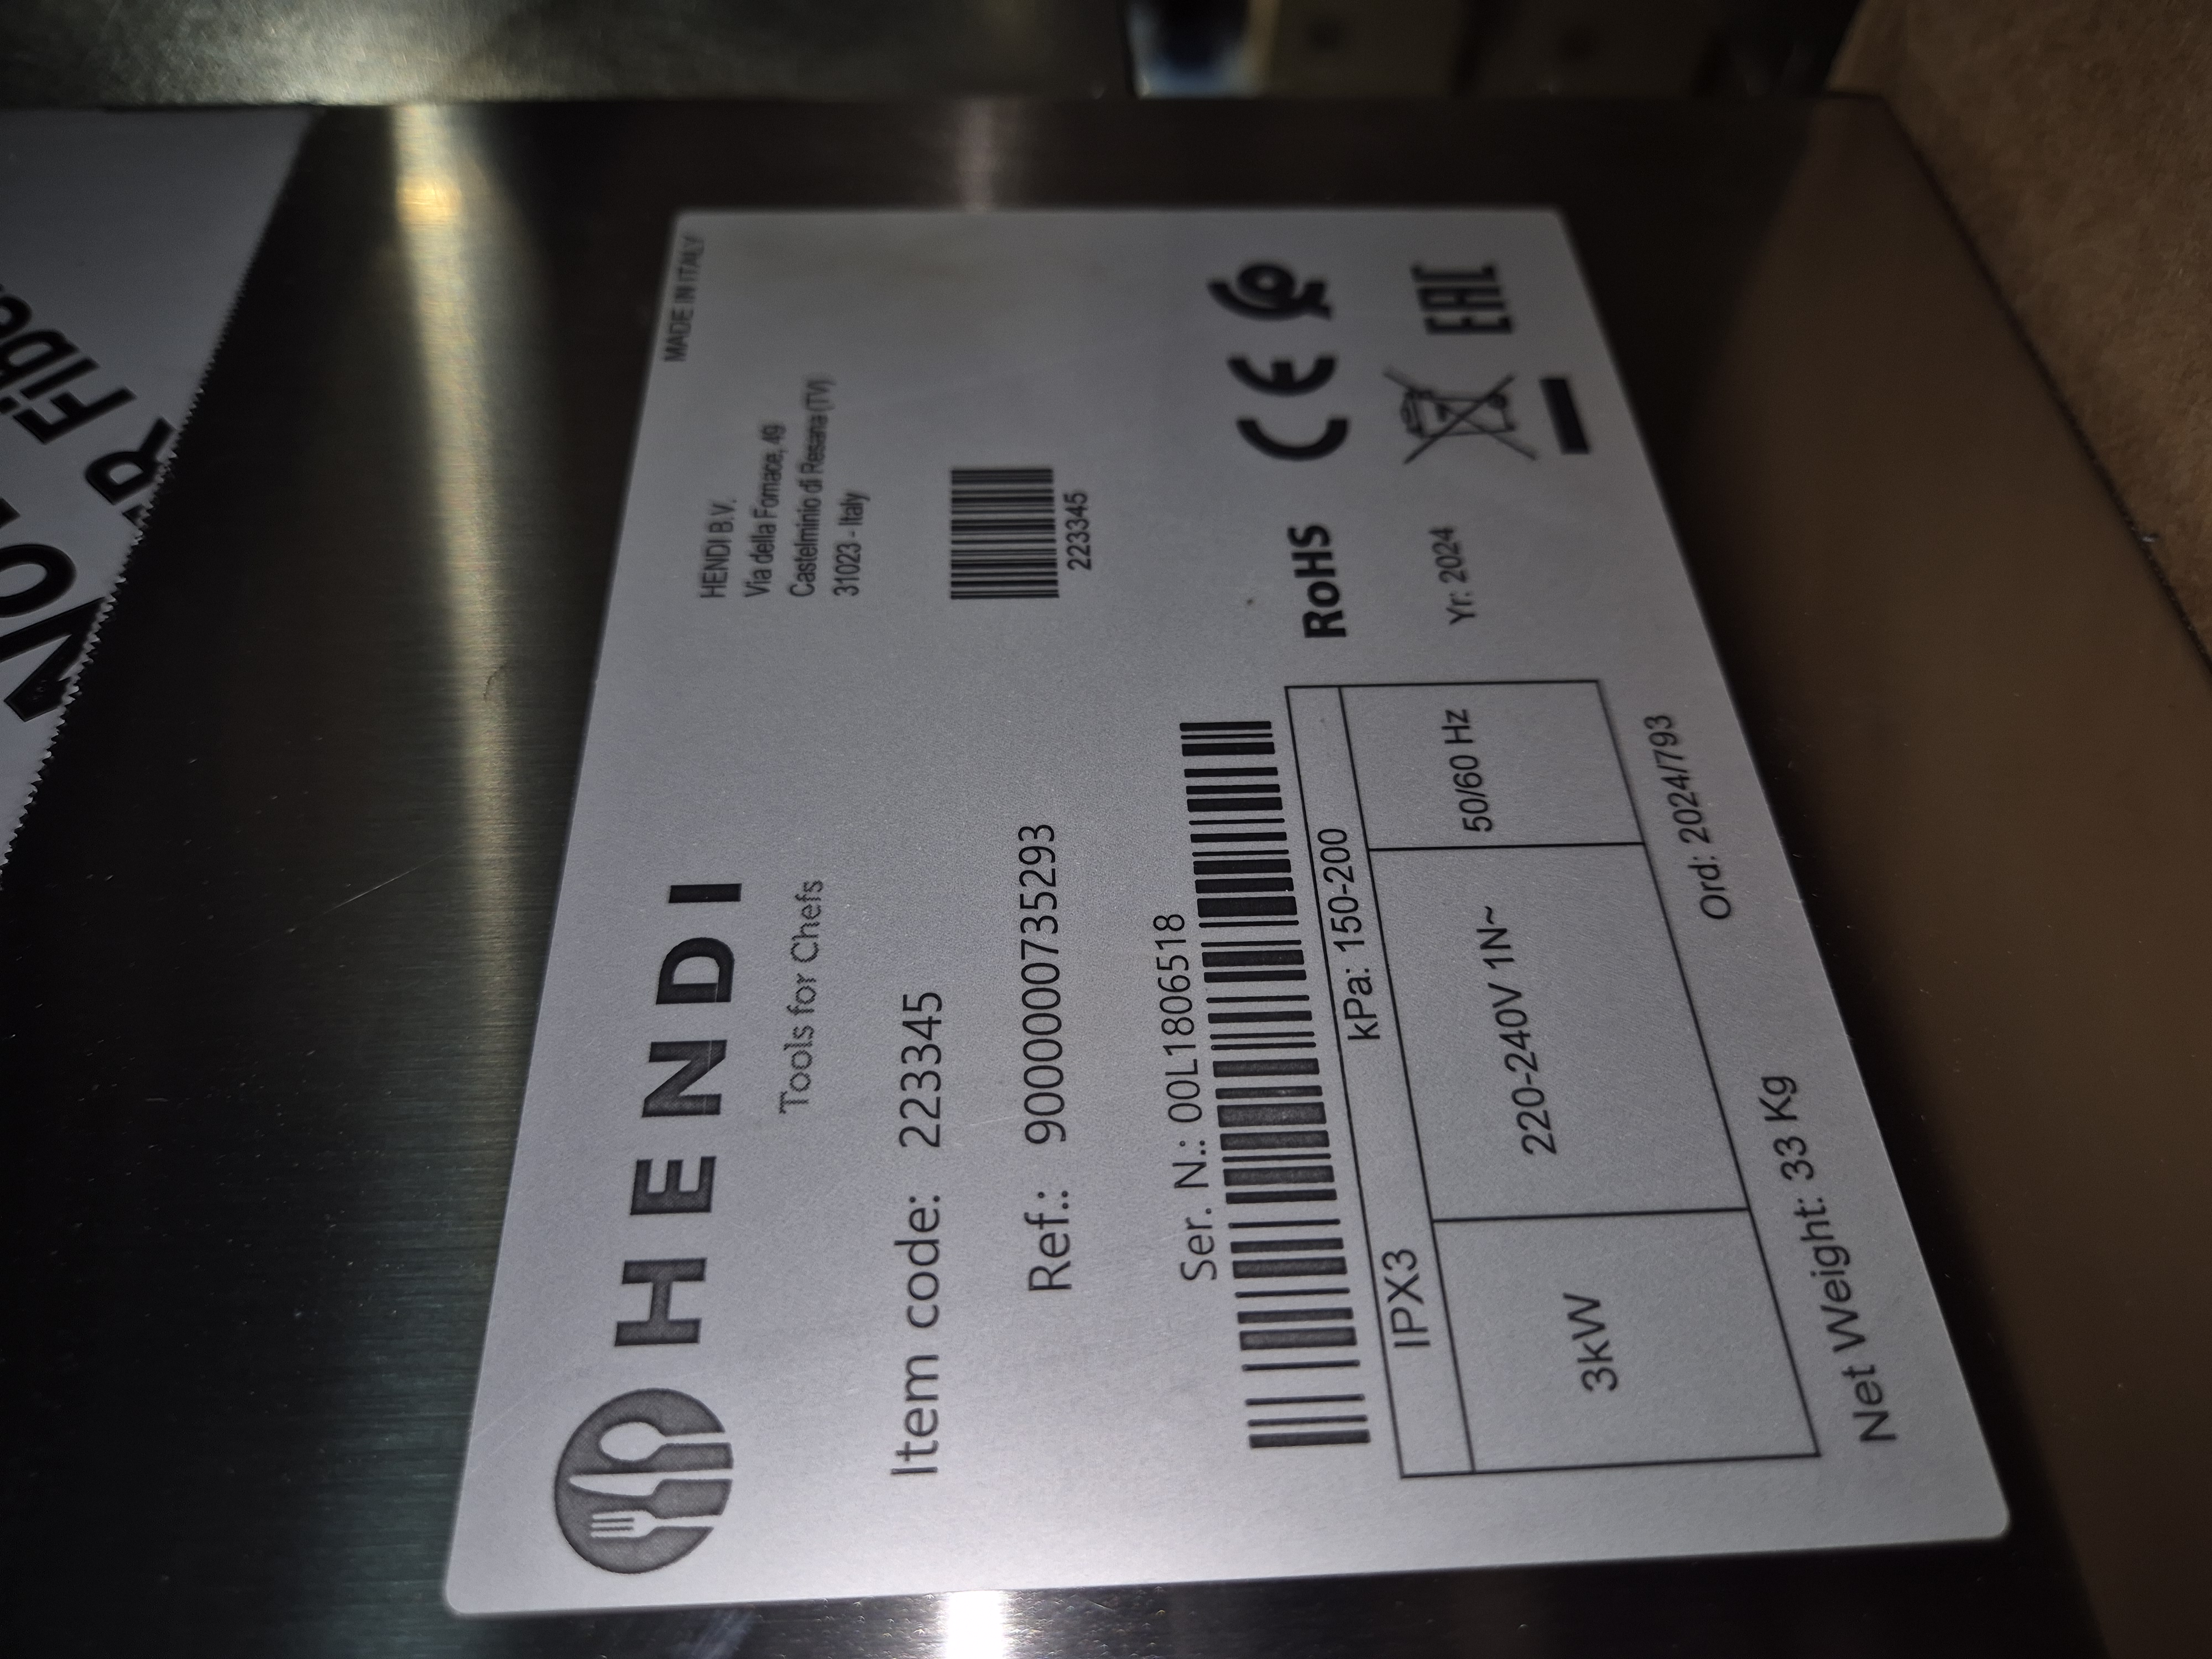 MADE IN ITALY
HENDI
Tools for Chefs
HENDI B.V.
Via della Fornace, 49
Castelminio di Resana (TV)
31023 - Italy
Item code: 223345
223345
Ref.: 9000000735293
Ser. N.: 00LL1806518
IPX3 kPa: 150-200
3kW 220-240V 1N~ 50/60 Hz
RoHS CE
Yr: 2024 EAC
Net Weight: 33 Kg Ord: 2024/793